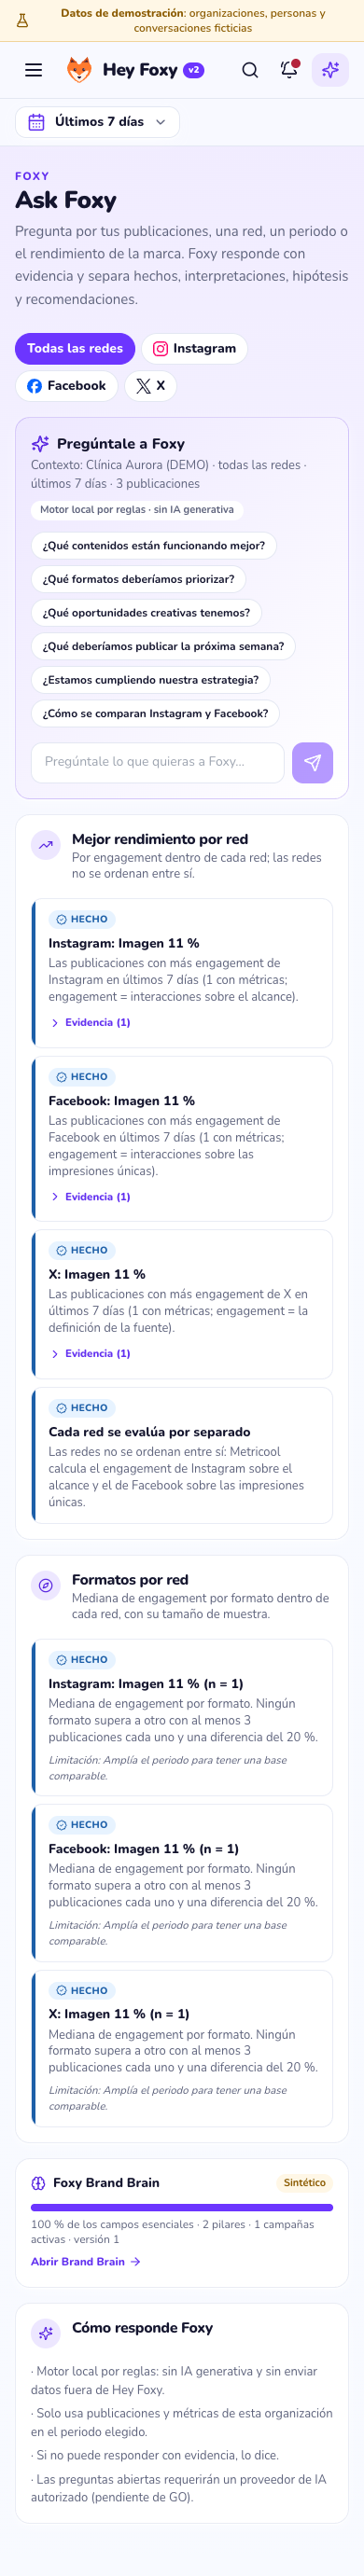 Datos de demostración: organizaciones, personas y
conversaciones ficticias
Hey Foxy v2
Últimos 7 días
FOXY
Ask Foxy
Pregunta por tus publicaciones, una red, un periodo o
el rendimiento de la marca. Foxy responde con
evidencia y separa hechos, interpretaciones, hipótesis
y recomendaciones.
Todas las redes
Instagram
Facebook
X
Pregúntale a Foxy
Contexto: Clínica Aurora (DEMO) · todas las redes ·
últimos 7 días · 3 publicaciones
Motor local por reglas · sin IA generativa
¿Qué contenidos están funcionando mejor?
¿Qué formatos deberíamos priorizar?
¿Qué oportunidades creativas tenemos?
¿Qué deberíamos publicar la próxima semana?
¿Estamos cumpliendo nuestra estrategia?
¿Cómo se comparan Instagram y Facebook?
Pregúntale lo que quieras a Foxy...
Mejor rendimiento por red
Por engagement dentro de cada red; las redes
no se ordenan entre sí.
HECHO
Instagram: Imagen 11 %
Las publicaciones con más engagement de
Instagram en últimos 7 días (1 con métricas;
engagement = interacciones sobre el alcance).
Evidencia (1)
HECHO
Facebook: Imagen 11 %
Las publicaciones con más engagement de
Facebook en últimos 7 días (1 con métricas;
engagement = interacciones sobre las
impresiones únicas).
Evidencia (1)
HECHO
X: Imagen 11 %
Las publicaciones con más engagement de X en
últimos 7 días (1 con métricas; engagement = la
definición de la fuente).
Evidencia (1)
HECHO
Cada red se evalúa por separado
Las redes no se ordenan entre sí: Metricool
calcula el engagement de Instagram sobre el
alcance y el de Facebook sobre las impresiones
únicas.
Formatos por red
Mediana de engagement por formato dentro de
cada red, con su tamaño de muestra.
HECHO
Instagram: Imagen 11 % (n = 1)
Mediana de engagement por formato. Ningún
formato supera a otro con al menos 3
publicaciones cada uno y una diferencia del 20 %.
Limitación: Amplía el periodo para tener una base
comparable.
HECHO
Facebook: Imagen 11 % (n = 1)
Mediana de engagement por formato. Ningún
formato supera a otro con al menos 3
publicaciones cada uno y una diferencia del 20 %.
Limitación: Amplía el periodo para tener una base
comparable.
HECHO
X: Imagen 11 % (n = 1)
Mediana de engagement por formato. Ningún
formato supera a otro con al menos 3
publicaciones cada uno y una diferencia del 20 %.
Limitación: Amplía el periodo para tener una base
comparable.
Foxy Brand Brain
Sintético
100 % de los campos esenciales · 2 pilares · 1 campañas
activas · versión 1
Abrir Brand Brain
Cómo responde Foxy
· Motor local por reglas: sin IA generativa y sin enviar
datos fuera de Hey Foxy.
· Solo usa publicaciones y métricas de esta organización
en el periodo elegido.
· Si no puede responder con evidencia, lo dice.
· Las preguntas abiertas requerirán un proveedor de IA
autorizado (pendiente de GO).